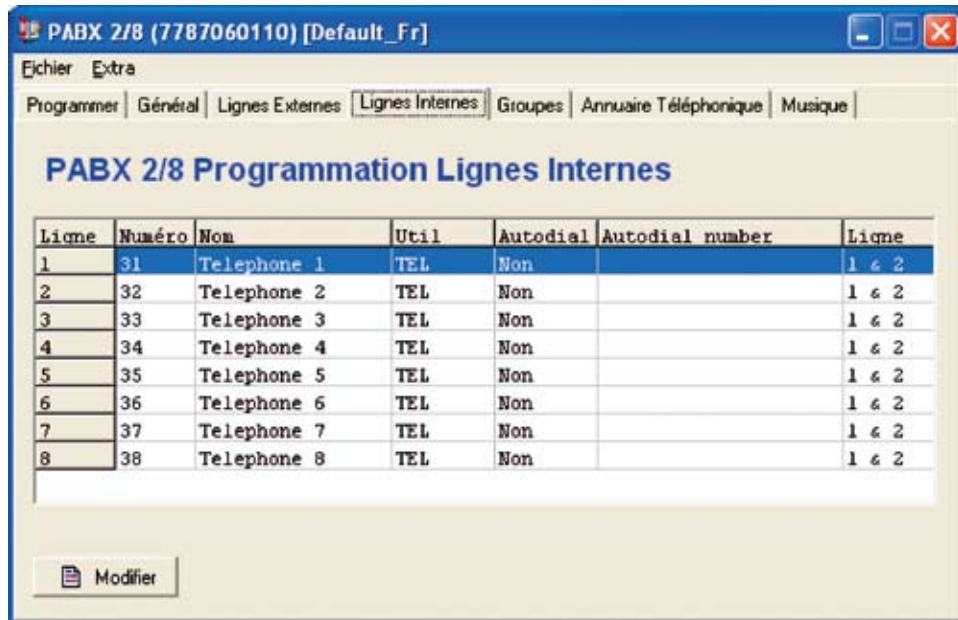 PABX 2/8 (7787060110) [Default_Fr]
Fichier Extra
Programmer Général Lignes Externes Lignes Internes Groupes Annuaire Téléphonique Musique
PABX 2/8 Programmation Lignes Internes
Ligne Numéro Nom Util Autodial Autodial number Ligne
1 31 Telephone 1 TEL Non 1 & 2
2 32 Telephone 2 TEL Non 1 & 2
3 33 Telephone 3 TEL Non 1 & 2
4 34 Telephone 4 TEL Non 1 & 2
5 35 Telephone 5 TEL Non 1 & 2
6 36 Telephone 6 TEL Non 1 & 2
7 37 Telephone 7 TEL Non 1 & 2
8 38 Telephone 8 TEL Non 1 & 2
Modifier